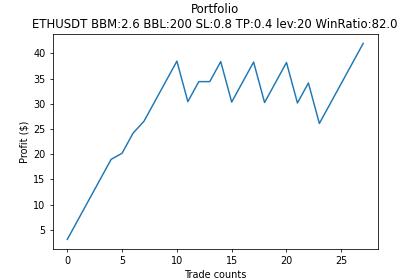 Portfolio
ETHUSDT BBM:2.6 BBL:200 SL:0.8 TP:0.4 lev:20 WinRatio:82.0
40
35
30
25
20
15
10
5
Profit ($)
0 5 10 15 20 25
Trade counts